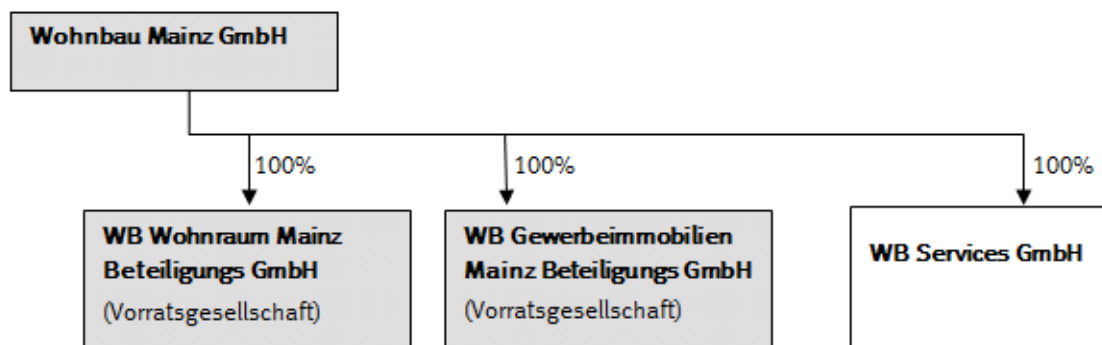 Wohnbau Mainz GmbH
100%
100%
100%
WB Wohnraum Mainz
Beteiligungs GmbH
(Vorratsgesellschaft)
WB Gewerbeimmobilien
Mainz Beteiligungs GmbH
(Vorratsgesellschaft)
WB Services GmbH